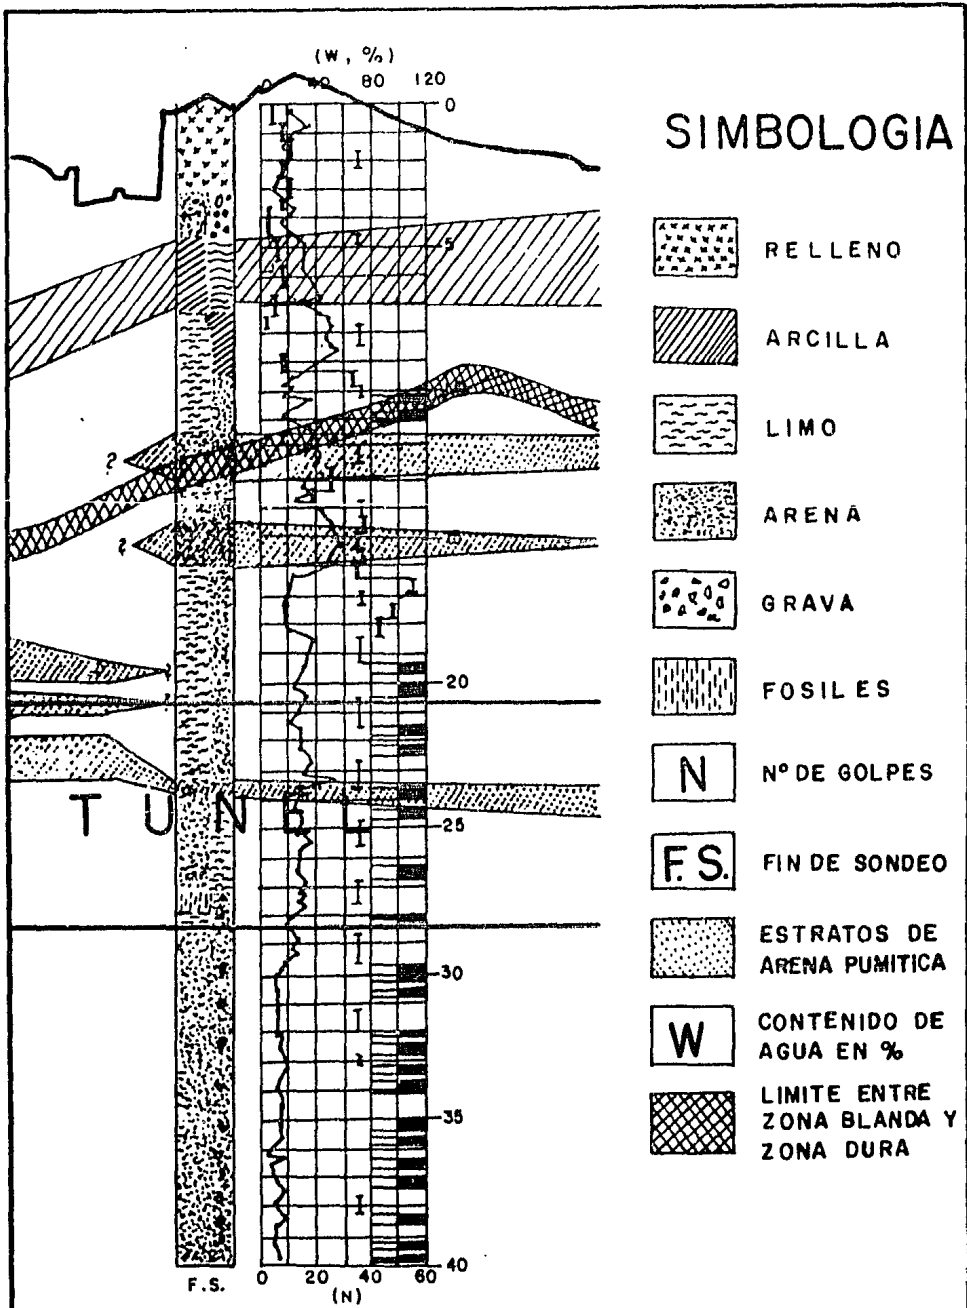 (W, %)
0 40 80 120
0
5
20
25
30
35
40
?
?
TUNEL
F.S.
0 20 40 60
(N)
SIMBOLOGIA
RELLENO
ARCILLA
LIMO
ARENA
GRAVA
FOSILES
N Nº DE GOLPES
F.S. FIN DE SONDEO
ESTRATOS DE
ARENA PUMITICA
W CONTENIDO DE
AGUA EN %
LIMITE ENTRE
ZONA BLANDA Y
ZONA DURA